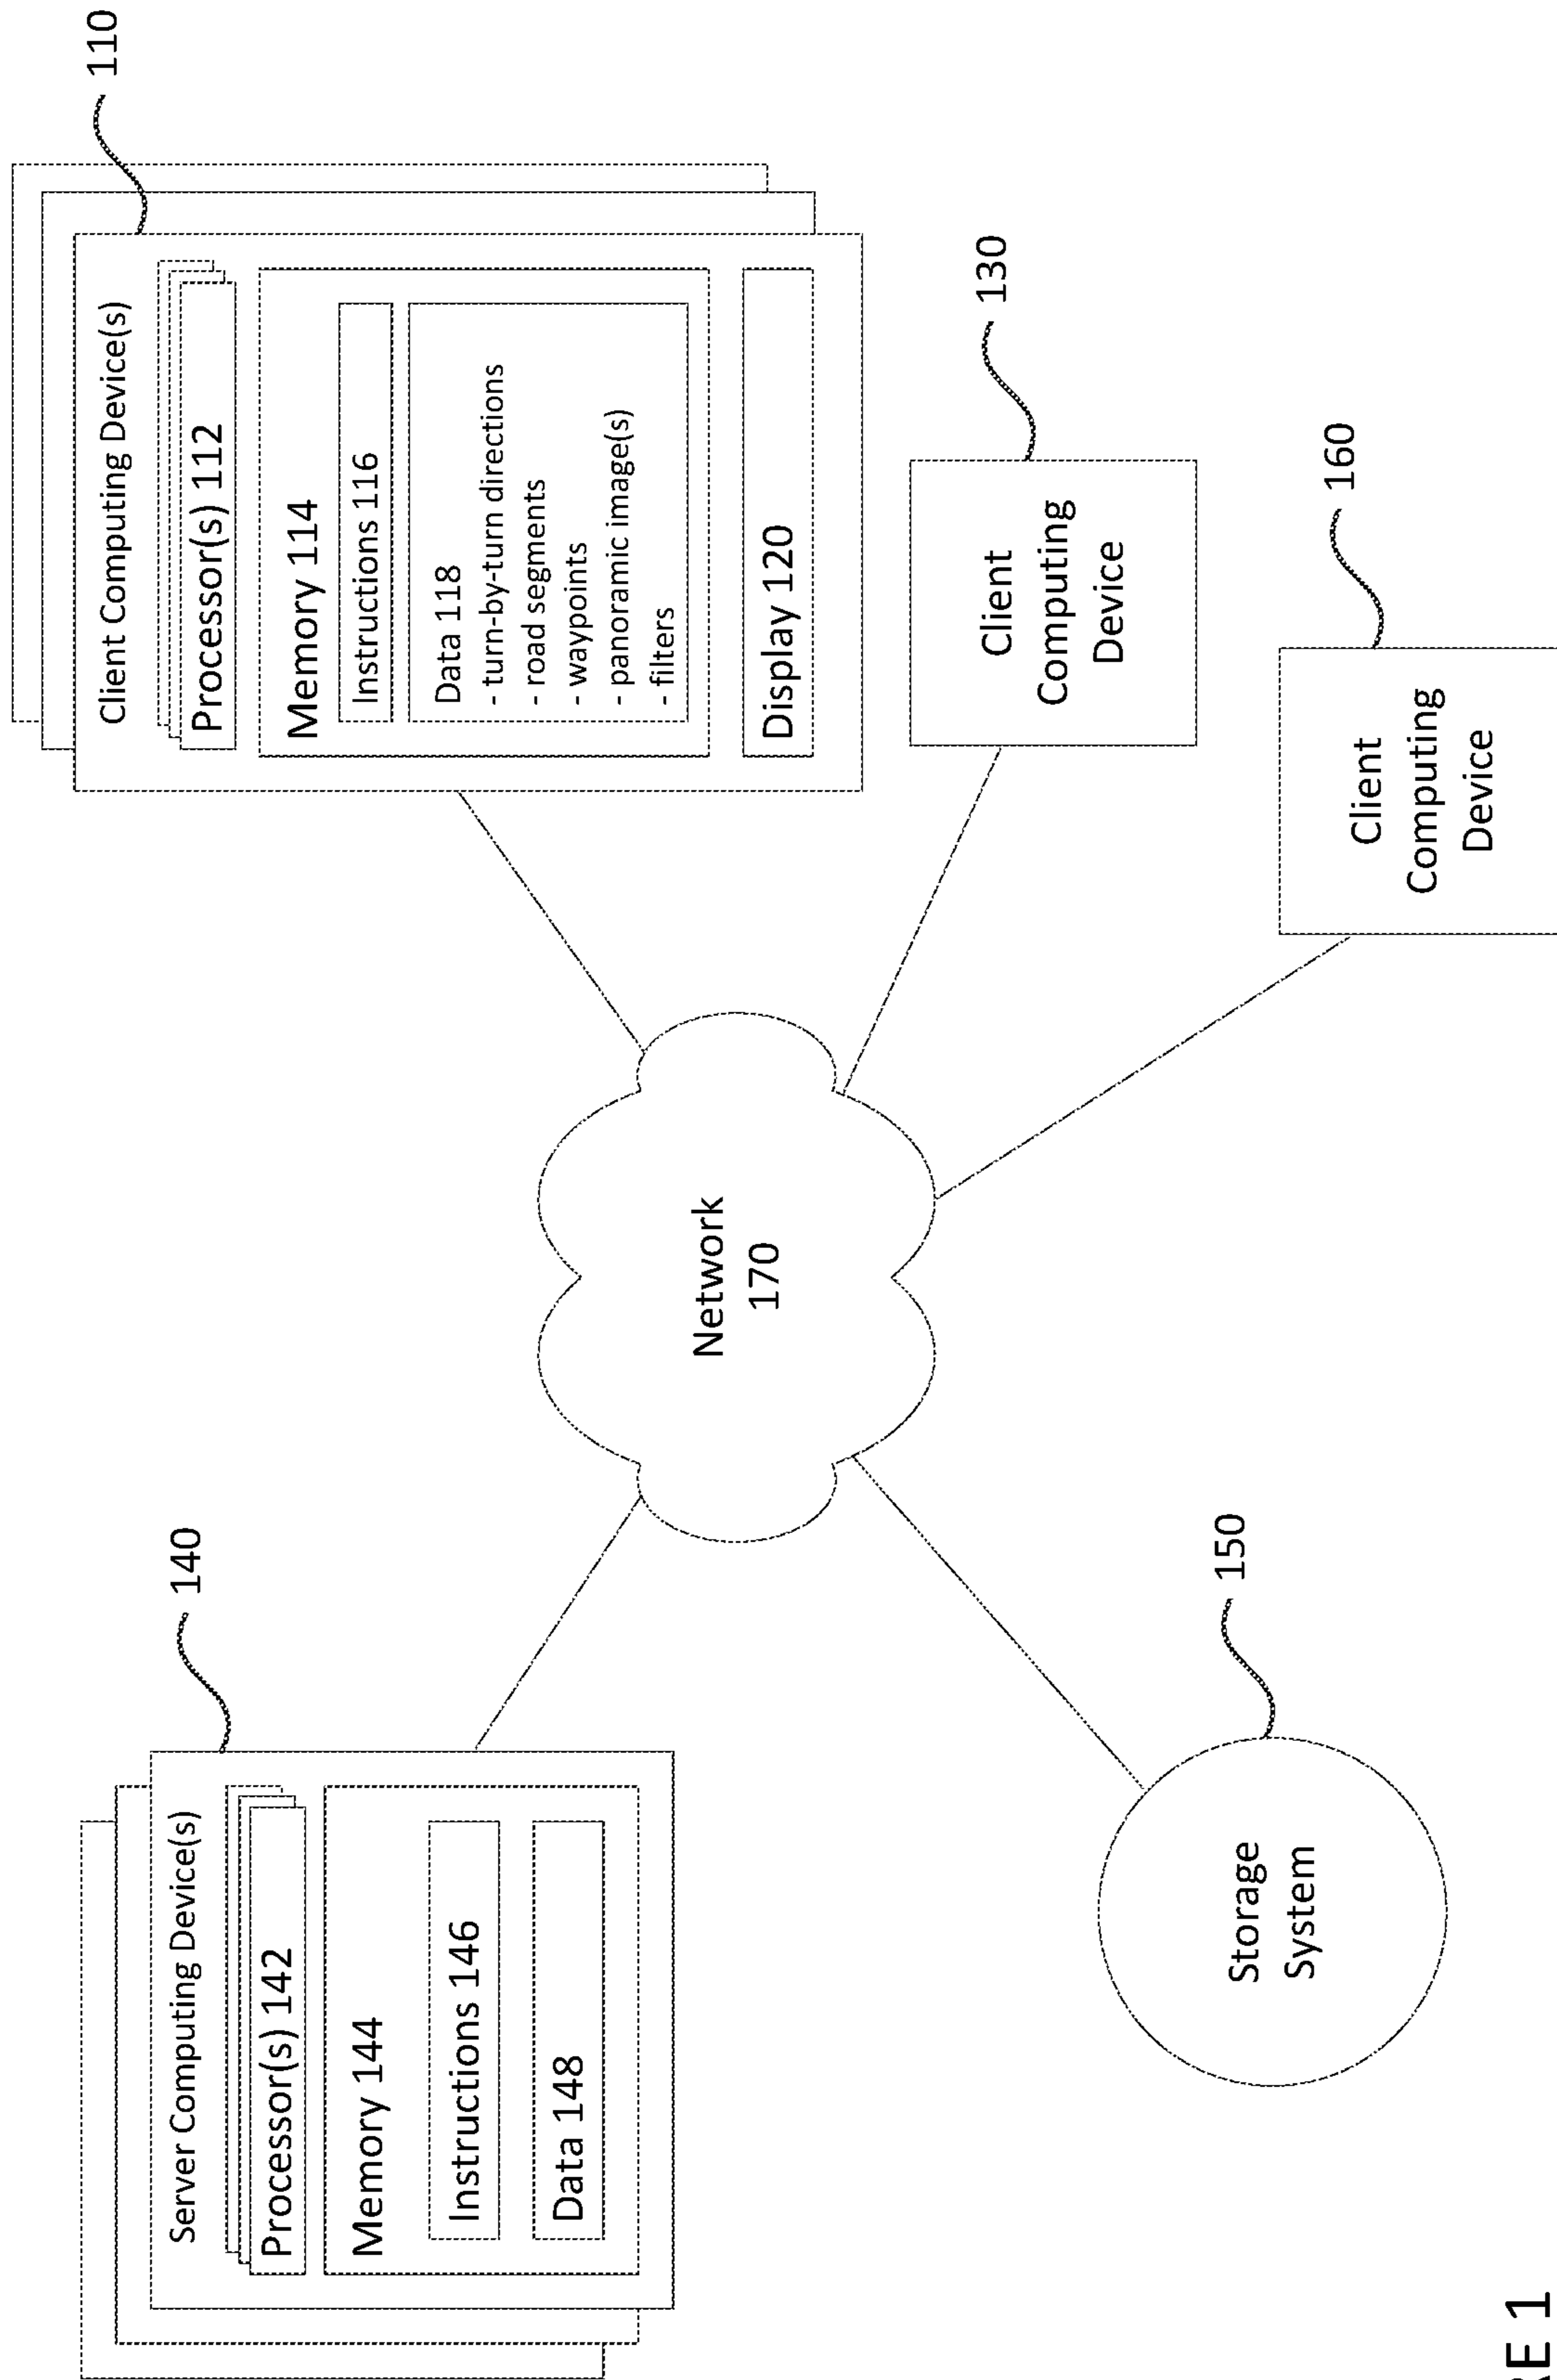 Server Computing Device(s)
140
Processor(s) 142
Memory 144
Instructions 146
Data 148
Client Computing Device(s)
110
Processor(s) 112
Memory 114
Instructions 116
Data 118
- turn-by-turn directions
- road segments
- waypoints
- panoramic image(s)
- filters
Display 120
Network
170
130
Client
Computing
Device
150
Storage
System
160
Client
Computing
Device
RE 1